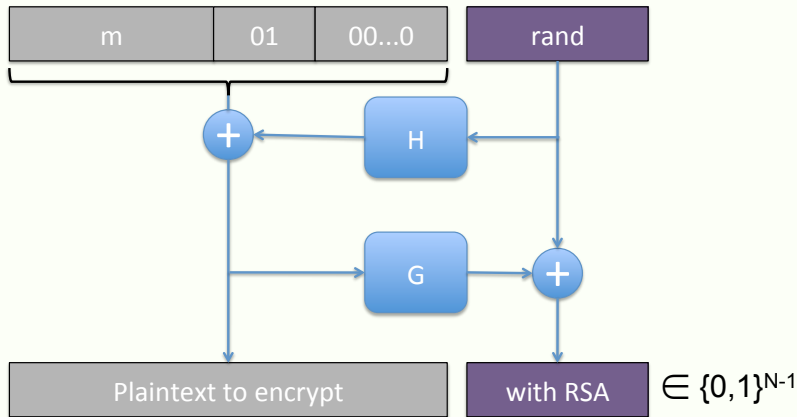 m 01 00...0 rand
+ H
G +
Plaintext to encrypt with RSA ∈ {0,1}ᴺ⁻¹